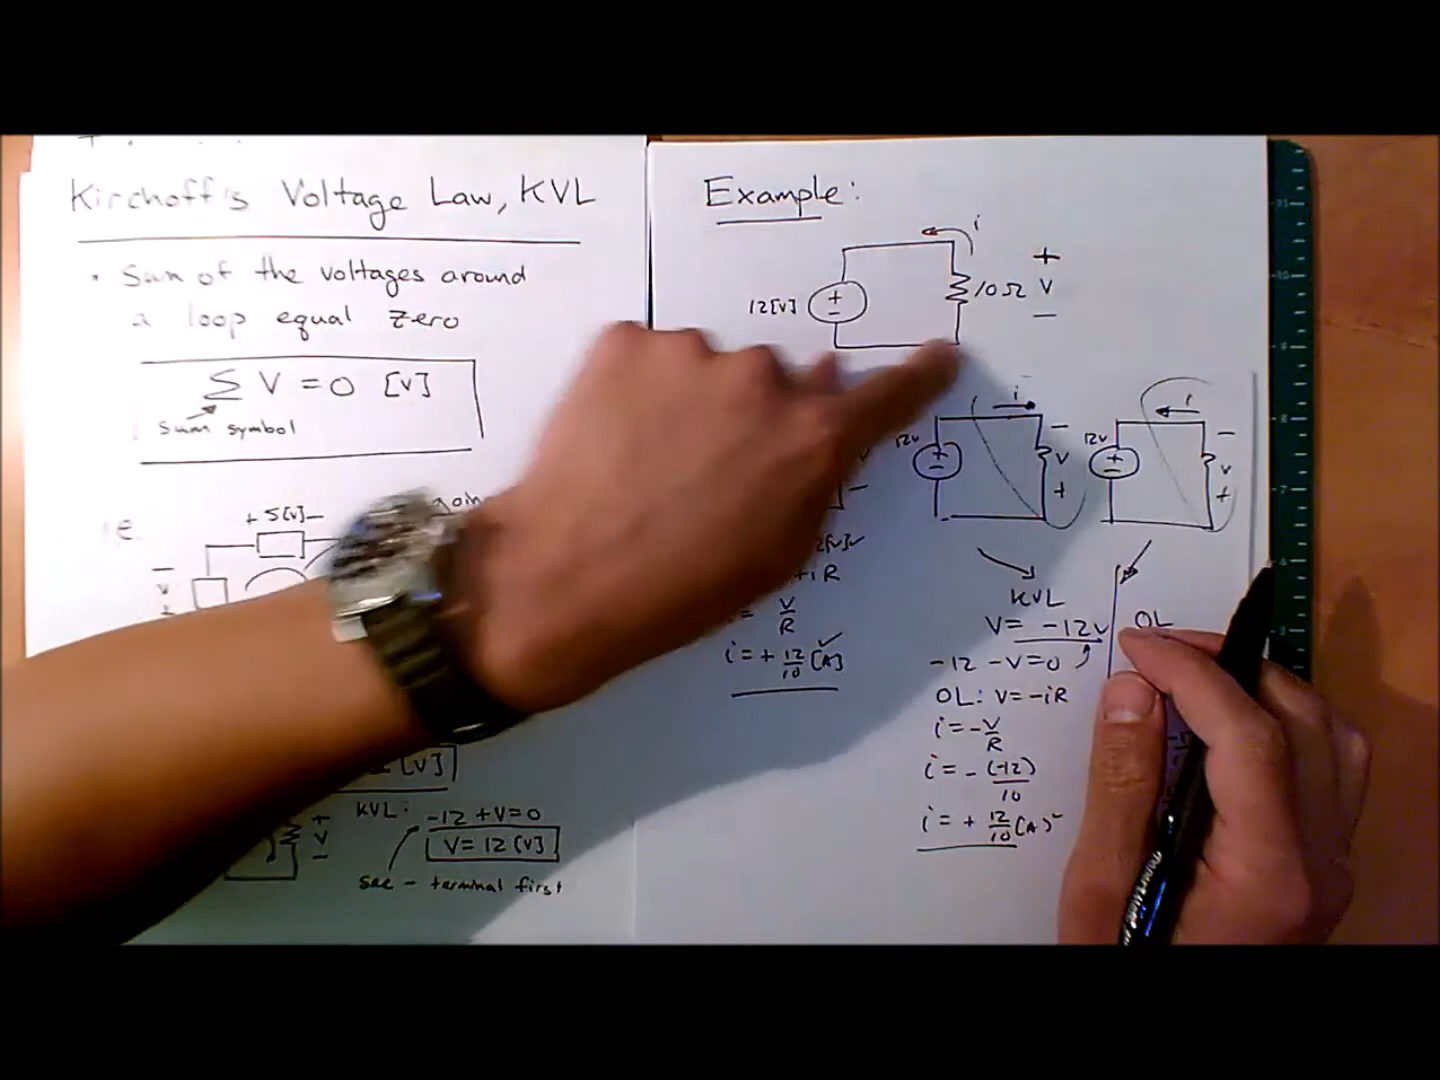 Kirchoff's Voltage Law, KVL
• Sum of the voltages around
a loop equal zero
Σ V = 0 [V]
sum symbol
+ 5[V] −
− V +
[V]
KVL: −12 + V = 0
V = 12 [V]
+ V −
see − terminal first
Example:
i
12[V]
+ −
10Ω
+ V −
i
12V
+ −
− V +
i
12V
+ −
− V +
+iR
V/R
i = + 12/10 [A]
KVL
V = −12V
−12 − V = 0
OL: V = −iR
i = − V/R
i = − (−12)/10
i = + 12/10 [A]
OL